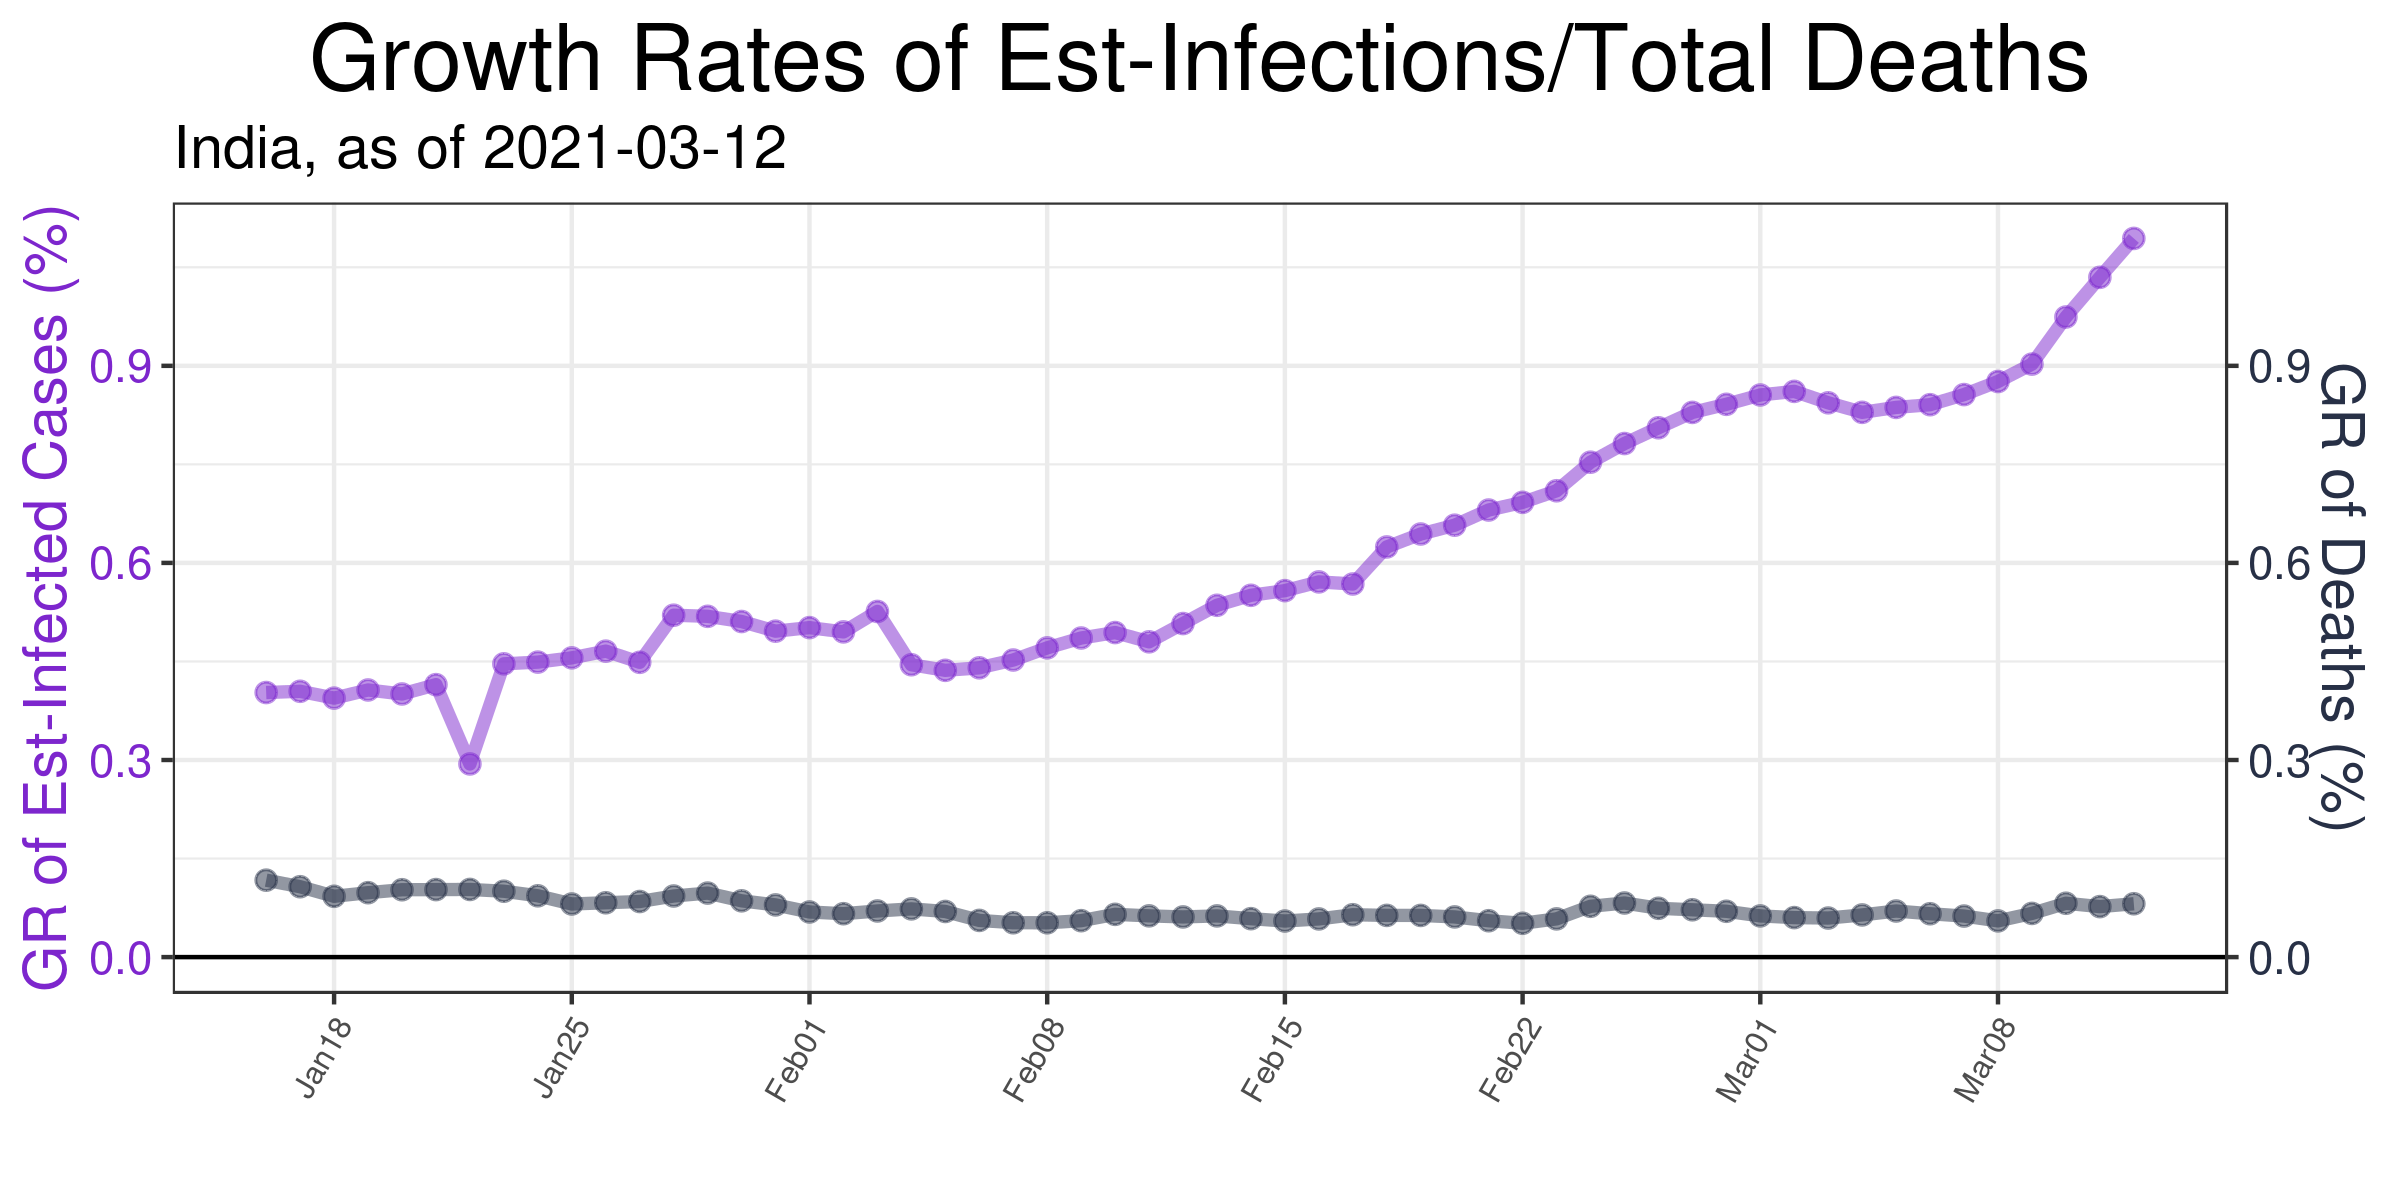 Growth Rates of Est-Infections/Total Deaths
India, as of 2021-03-12
GR of Est-Infected Cases (%)
0.9
0.6
0.3
0.0
0.9
0.6
0.3
0.0
GR of Deaths (%)
Jan18
Jan25
Feb01
Feb08
Feb15
Feb22
Mar01
Mar08